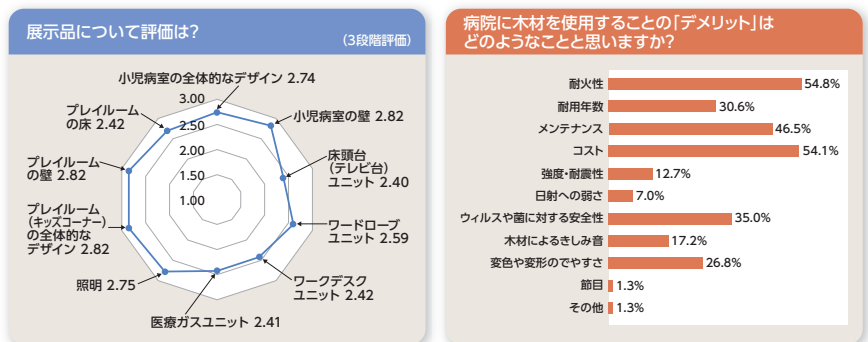 展示品について評価は?
(3段階評価)
小児病室の全体的なデザイン 2.74
小児病室の壁 2.82
床頭台
(テレビ台)
ユニット 2.40
ワードローブ
ユニット 2.59
ワークデスク
ユニット 2.42
医療ガスユニット 2.41
照明 2.75
プレイルーム
(キッズコーナー)
の全体的な
デザイン 2.82
プレイルーム
の壁 2.82
プレイルーム
の床 2.42
3.00
2.50
2.00
1.50
1.00
病院に木材を使用することの「デメリット」は
どのようなことと思いますか?
耐火性 54.8%
耐用年数 30.6%
メンテナンス 46.5%
コスト 54.1%
強度・耐震性 12.7%
日射への弱さ 7.0%
ウィルスや菌に対する安全性 35.0%
木材によるきしみ音 17.2%
変色や変形のでやすさ 26.8%
節目 1.3%
その他 1.3%